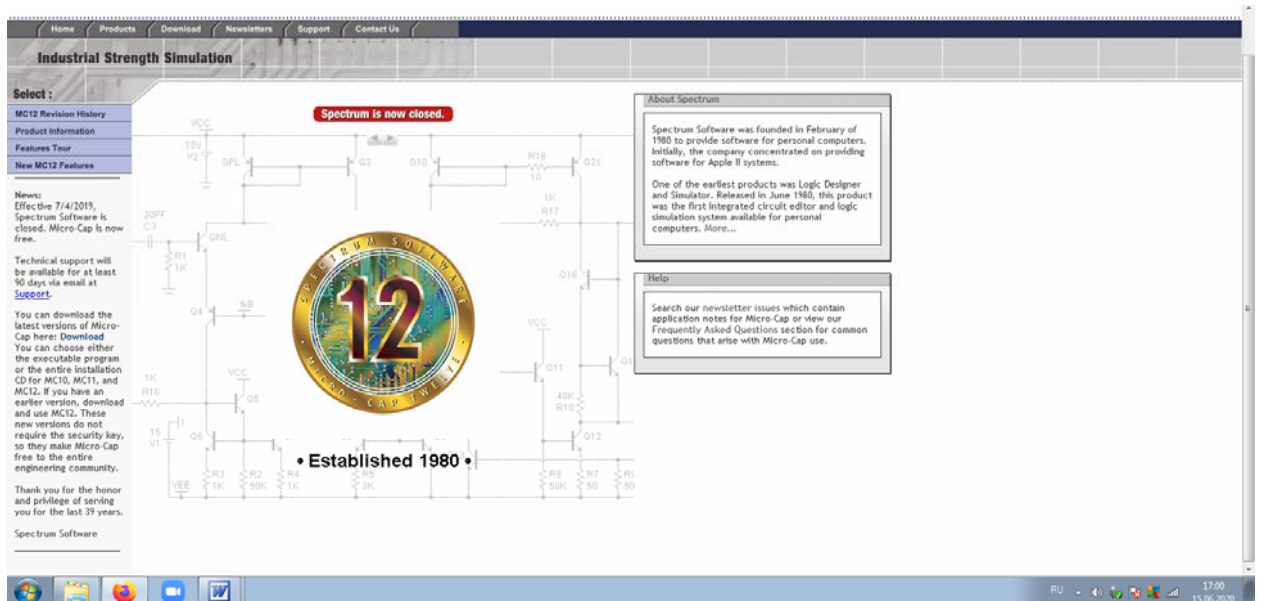 Home Products Download Newsletters Support Contact Us
Industrial Strength Simulation
Select :
MC12 Revision History
Product Information
Features Tour
New MC12 Features
News:
Effective 7/4/2019,
Spectrum Software is
closed. Micro-Cap is now
free.
Technical support will
be available for at least
90 days via email at
Support.
You can download the
latest versions of Micro-
Cap here: Download
You can choose either
the executable program
or the entire installation
CD for MC10, MC11, and
MC12. If you have an
earlier version, download
and use MC12. These
new versions do not
require the security key,
so they make Micro-Cap
free to the entire
engineering community.
Thank you for the honor
and privilege of serving
you for the last 39 years.
Spectrum Software
Spectrum is now closed.
VCC
15V
V2
GPL
Q3
Q10
R18
10
Q31
1K
R17
30PF
C3
GNL
R1
1K
Q18
Q4
%B
VCC
SPECTRUM SOFTWARE
12
MICRO-CAP TWELVE
Q11
1K
R16
VCC
Q5
40K
R10
15
V1
Q6
Q12
• Established 1980 •
VEE
R3
1K
R2
50K
R4
1K
R5
3K
R8
50K
R7
50
50
About Spectrum
Spectrum Software was founded in February of
1980 to provide software for personal computers.
Initially, the company concentrated on providing
software for Apple II systems.
One of the earliest products was Logic Designer
and Simulator. Released in June 1980, this product
was the first integrated circuit editor and logic
simulation system available for personal
computers. More...
Help
Search our newsletter issues which contain
application notes for Micro-Cap or view our
Frequently Asked Questions section for common
questions that arise with Micro-Cap use.
RU
17:00
15.06.2020